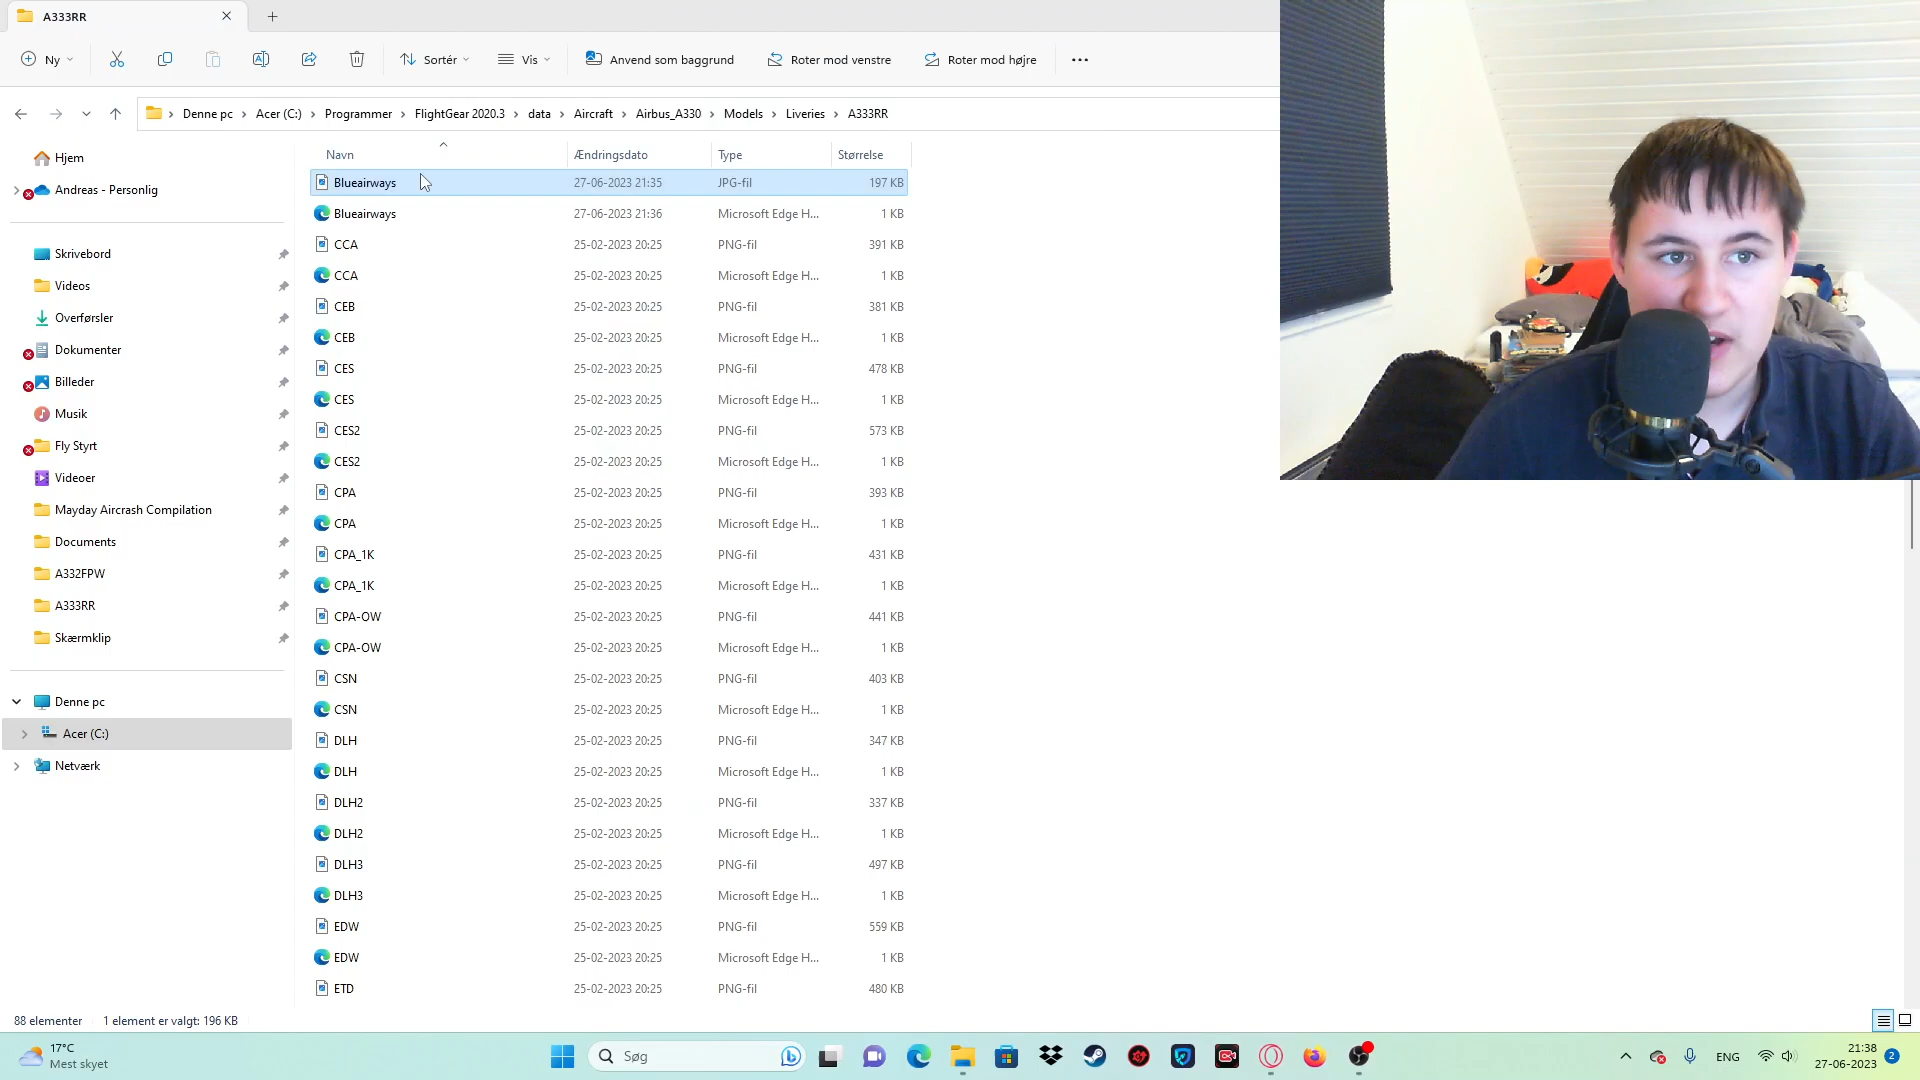 A333RR
Ny
Sortér
Vis
Anvend som baggrund
Roter mod venstre
Roter mod højre
Denne pc
Acer (C:)
Programmer
FlightGear 2020.3
data
Aircraft
Airbus_A330
Models
Liveries
A333RR
Hjem
Andreas - Personlig
Skrivebord
Videos
Overførsler
Dokumenter
Billeder
Musik
Fly Styrt
Videoer
Mayday Aircrash Compilation
Documents
A332FPW
A333RR
Skærmklip
Denne pc
Acer (C:)
Netværk
Navn Ændringsdato Type Størrelse
Blueairways 27-06-2023 21:35 JPG-fil 197 KB
Blueairways 27-06-2023 21:36 Microsoft Edge H... 1 KB
CCA 25-02-2023 20:25 PNG-fil 391 KB
CCA 25-02-2023 20:25 Microsoft Edge H... 1 KB
CEB 25-02-2023 20:25 PNG-fil 381 KB
CEB 25-02-2023 20:25 Microsoft Edge H... 1 KB
CES 25-02-2023 20:25 PNG-fil 478 KB
CES 25-02-2023 20:25 Microsoft Edge H... 1 KB
CES2 25-02-2023 20:25 PNG-fil 573 KB
CES2 25-02-2023 20:25 Microsoft Edge H... 1 KB
CPA 25-02-2023 20:25 PNG-fil 393 KB
CPA 25-02-2023 20:25 Microsoft Edge H... 1 KB
CPA_1K 25-02-2023 20:25 PNG-fil 431 KB
CPA_1K 25-02-2023 20:25 Microsoft Edge H... 1 KB
CPA-OW 25-02-2023 20:25 PNG-fil 441 KB
CPA-OW 25-02-2023 20:25 Microsoft Edge H... 1 KB
CSN 25-02-2023 20:25 PNG-fil 403 KB
CSN 25-02-2023 20:25 Microsoft Edge H... 1 KB
DLH 25-02-2023 20:25 PNG-fil 347 KB
DLH 25-02-2023 20:25 Microsoft Edge H... 1 KB
DLH2 25-02-2023 20:25 PNG-fil 337 KB
DLH2 25-02-2023 20:25 Microsoft Edge H... 1 KB
DLH3 25-02-2023 20:25 PNG-fil 497 KB
DLH3 25-02-2023 20:25 Microsoft Edge H... 1 KB
EDW 25-02-2023 20:25 PNG-fil 559 KB
EDW 25-02-2023 20:25 Microsoft Edge H... 1 KB
ETD 25-02-2023 20:25 PNG-fil 480 KB
88 elementer 1 element er valgt: 196 KB
17°C
Mest skyet
Søg
ENG
21:38
27-06-2023
2